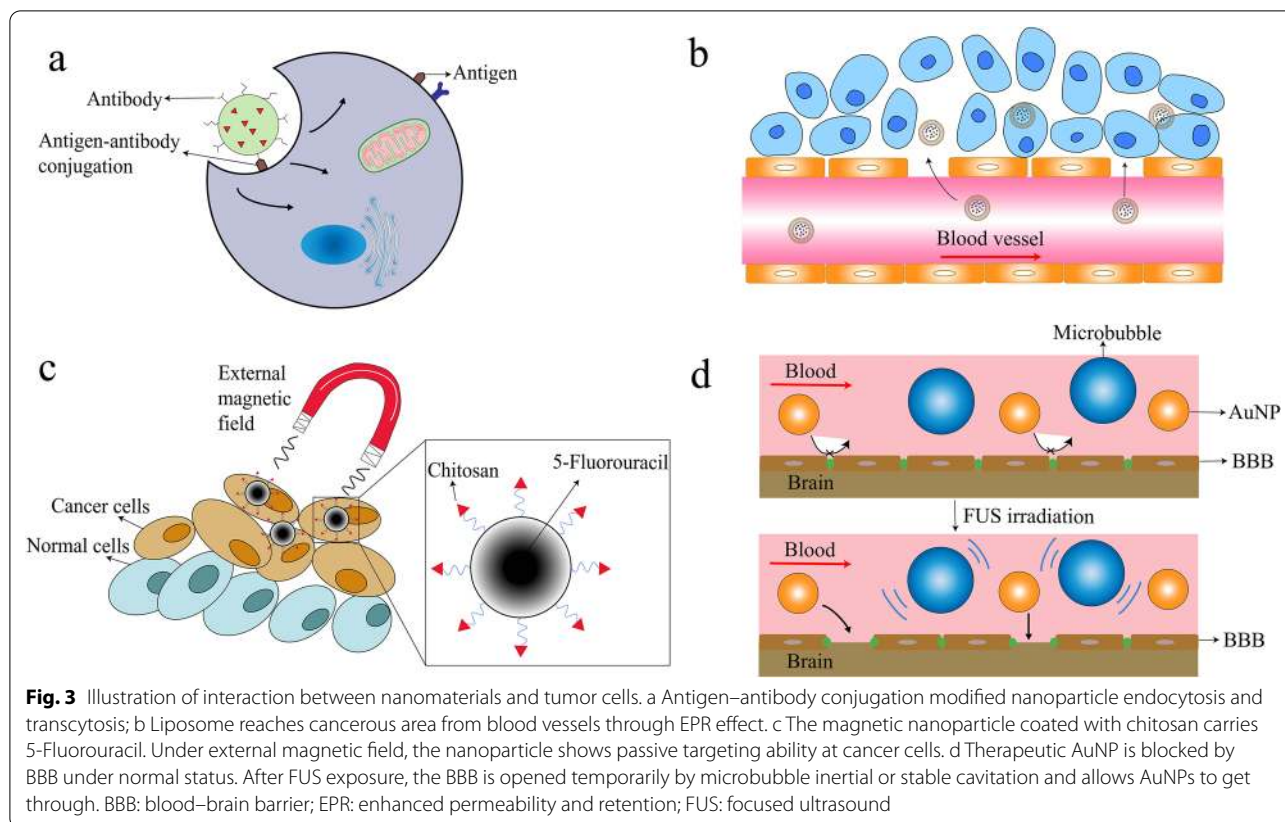 a
Antibody
Antigen-antibody
conjugation
Antigen
b
Blood vessel
c
External
magnetic
field
Chitosan
5-Fluorouracil
Cancer cells
Normal cells
d
Microbubble
Blood
AuNP
BBB
Brain
FUS irradiation
Blood
BBB
Brain
Fig. 3 Illustration of interaction between nanomaterials and tumor cells. a Antigen–antibody conjugation modified nanoparticle endocytosis and
transcytosis; b Liposome reaches cancerous area from blood vessels through EPR effect. c The magnetic nanoparticle coated with chitosan carries
5-Fluorouracil. Under external magnetic field, the nanoparticle shows passive targeting ability at cancer cells. d Therapeutic AuNP is blocked by
BBB under normal status. After FUS exposure, the BBB is opened temporarily by microbubble inertial or stable cavitation and allows AuNPs to get
through. BBB: blood–brain barrier; EPR: enhanced permeability and retention; FUS: focused ultrasound